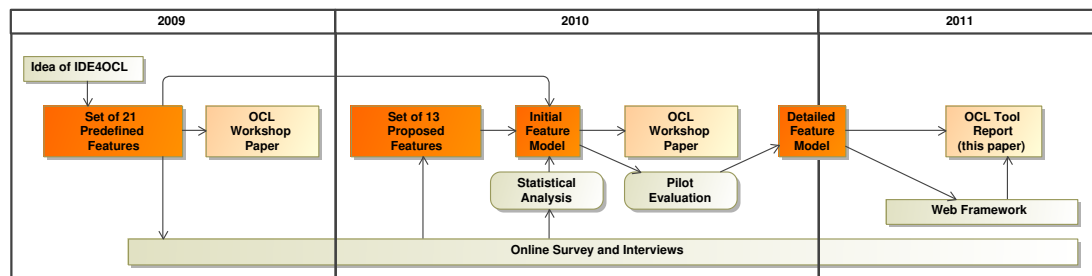 2009
2010
2011
Idea of IDE4OCL
Set of 21
Predefined
Features
OCL
Workshop
Paper
Set of 13
Proposed
Features
Initial
Feature
Model
OCL
Workshop
Paper
Detailed
Feature
Model
OCL Tool
Report
(this paper)
Statistical
Analysis
Pilot
Evaluation
Web Framework
Online Survey and Interviews